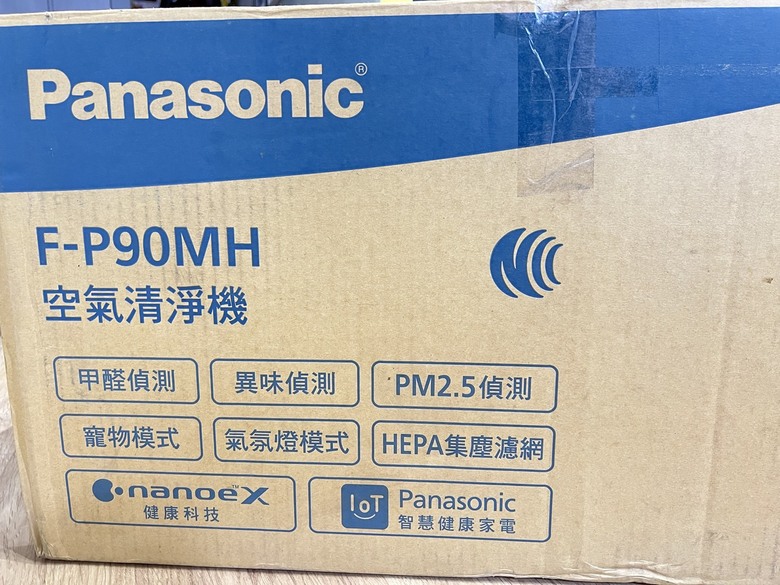 Panasonic®
F-P90MH
空氣清淨機
甲醛偵測
異味偵測
PM2.5偵測
寵物模式
氣氛燈模式
HEPA集塵濾網
nanoe™X
健康科技
IoT
Panasonic
智慧健康家電